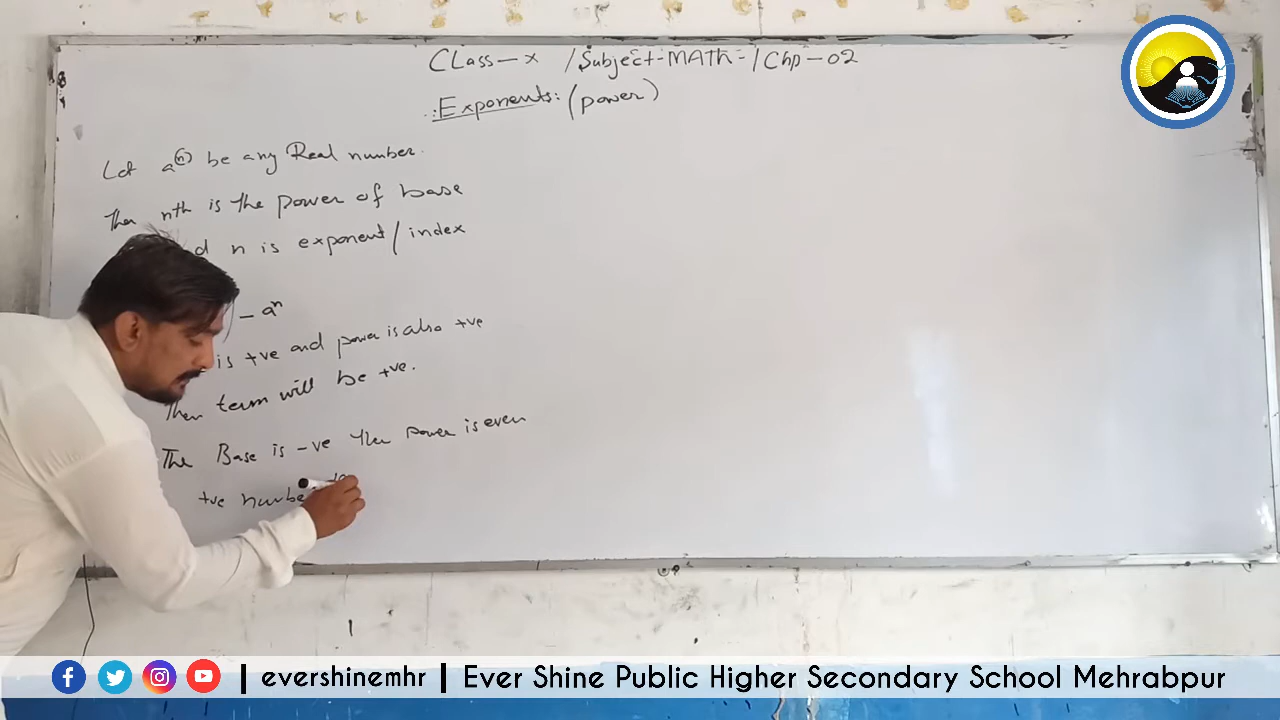 Class-X /Subject-MATH-/Chp-02
Exponents: (power)
Let aⁿ be any Real number.
Then nth is the power of base
n is exponent/index
- aⁿ
is +ve and power is also +ve
Then term will be +ve.
The Base is -ve then power is even
+ve
| evershinemhr | Ever Shine Public Higher Secondary School Mehrabpur